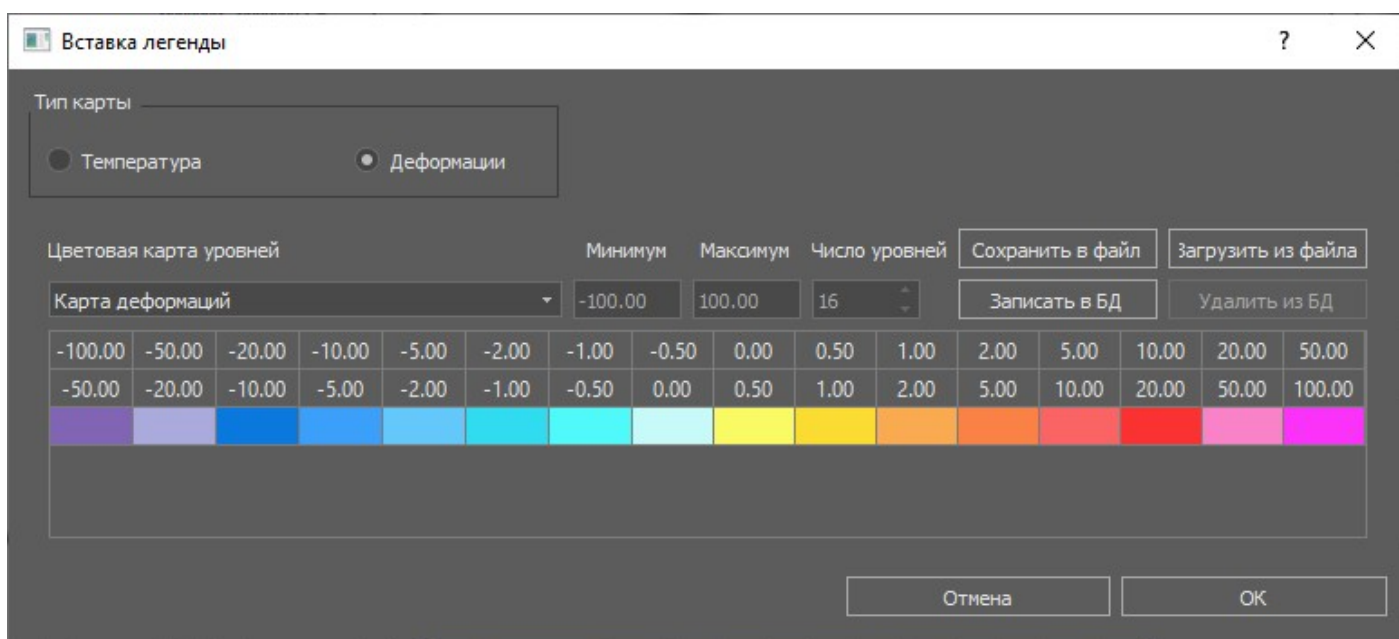 Вставка легенды
?
Тип карты
Температура
Деформации
Цветовая карта уровней Минимум Максимум Число уровней Сохранить в файл Загрузить из файла
Карта деформаций -100.00 100.00 16 Записать в БД Удалить из БД
-100.00 -50.00 -20.00 -10.00 -5.00 -2.00 -1.00 -0.50 0.00 0.50 1.00 2.00 5.00 10.00 20.00 50.00
-50.00 -20.00 -10.00 -5.00 -2.00 -1.00 -0.50 0.00 0.50 1.00 2.00 5.00 10.00 20.00 50.00 100.00
Отмена OK